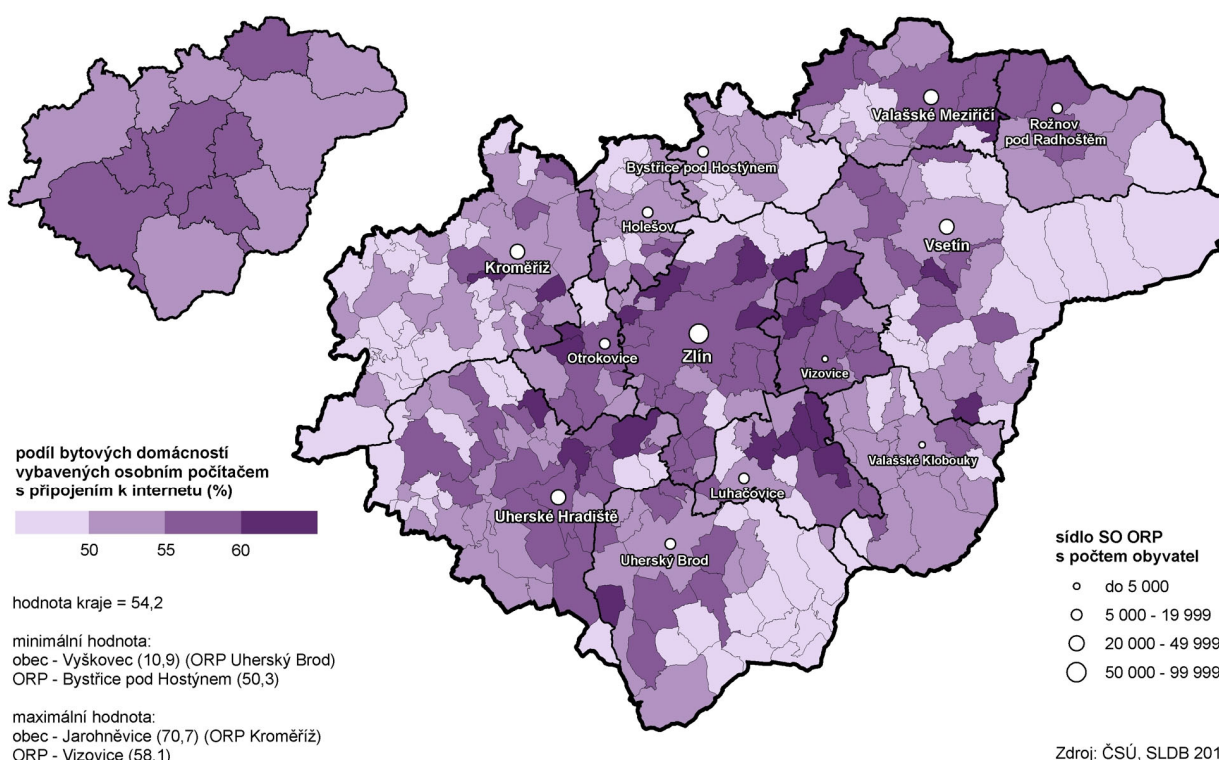 Valašské Meziříčí
Rožnov
pod Radhoštěm
Bystřice pod Hostýnem
Holešov
Vsetín
Kroměříž
Otrokovice
Zlín
Vizovice
Valašské Klobouky
Luhačovice
Uherské Hradiště
Uherský Brod
podíl bytových domácností
vybavených osobním počítačem
s připojením k internetu (%)
50 55 60
hodnota kraje = 54,2
minimální hodnota:
obec - Vyškovec (10,9) (ORP Uherský Brod)
ORP - Bystřice pod Hostýnem (50,3)
maximální hodnota:
obec - Jarohněvice (70,7) (ORP Kroměříž)
ORP - Vizovice (58,1)
sídlo SO ORP
s počtem obyvatel
do 5 000
5 000 - 19 999
20 000 - 49 999
50 000 - 99 999
Zdroj: ČSÚ, SLDB 201